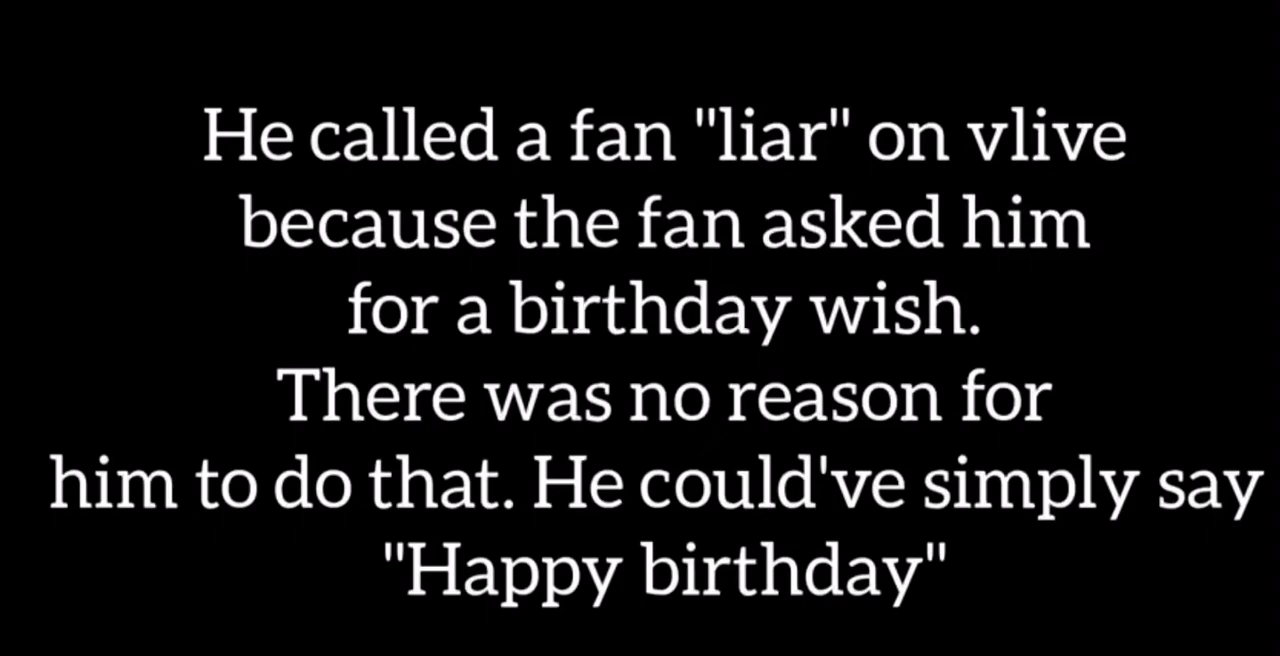 He called a fan "liar" on vlive
because the fan asked him
for a birthday wish.
There was no reason for
him to do that. He could've simply say
"Happy birthday"